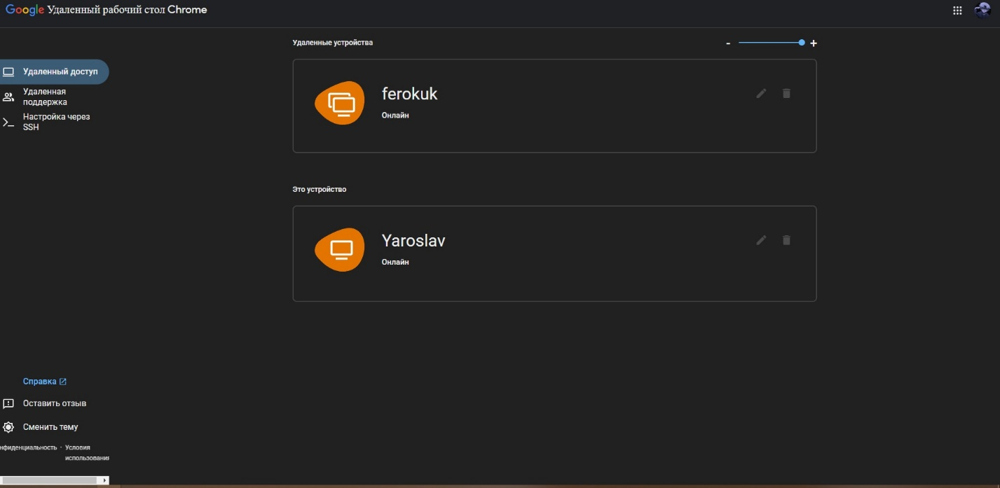 Google Удаленный рабочий стол Chrome
Удаленные устройства
- +
Удаленный доступ
Удаленная
поддержка
Настройка через
SSH
ferokuk
Онлайн
Это устройство
Yaroslav
Онлайн
Справка
Оставить отзыв
Сменить тему
нфиденциальность · Условия
использования